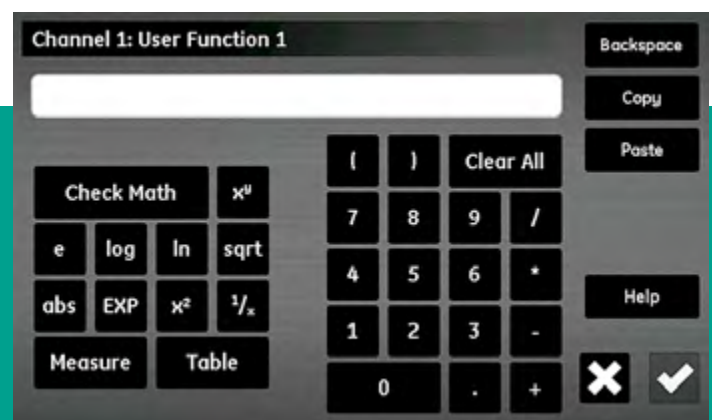 Channel 1: User Function 1
Backspace
Copy
Paste
( ) Clear All
Check Math xʸ
7 8 9 /
e log ln sqrt
4 5 6 *
Help
abs EXP x² ¹/ₓ
1 2 3 -
Measure Table
0 . +